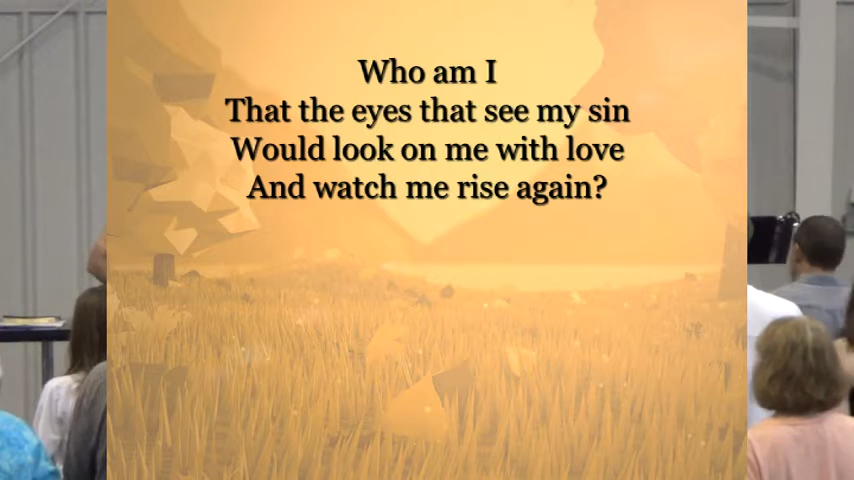 Who am I
That the eyes that see my sin
Would look on me with love
And watch me rise again?